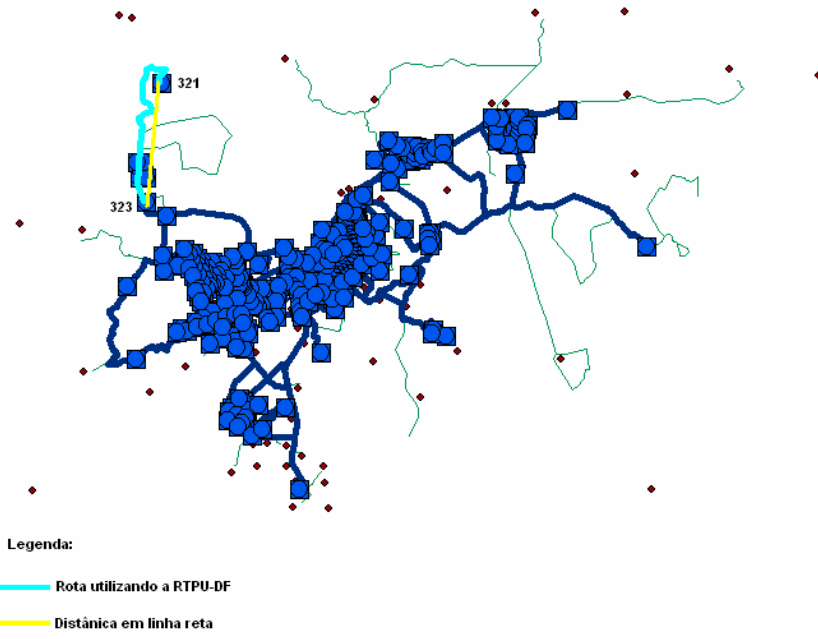 321
323
Legenda:
Rota utilizando a RTPU-DF
Distânica em linha reta